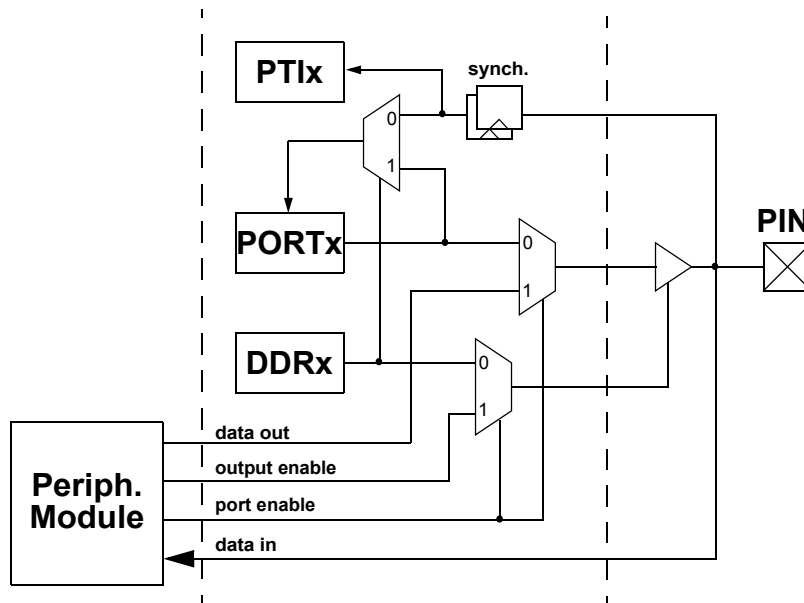 PTIx
synch.
0
1
PORTx
PIN
0
1
DDRx
0
1
data out
output enable
port enable
data in
Periph.
Module